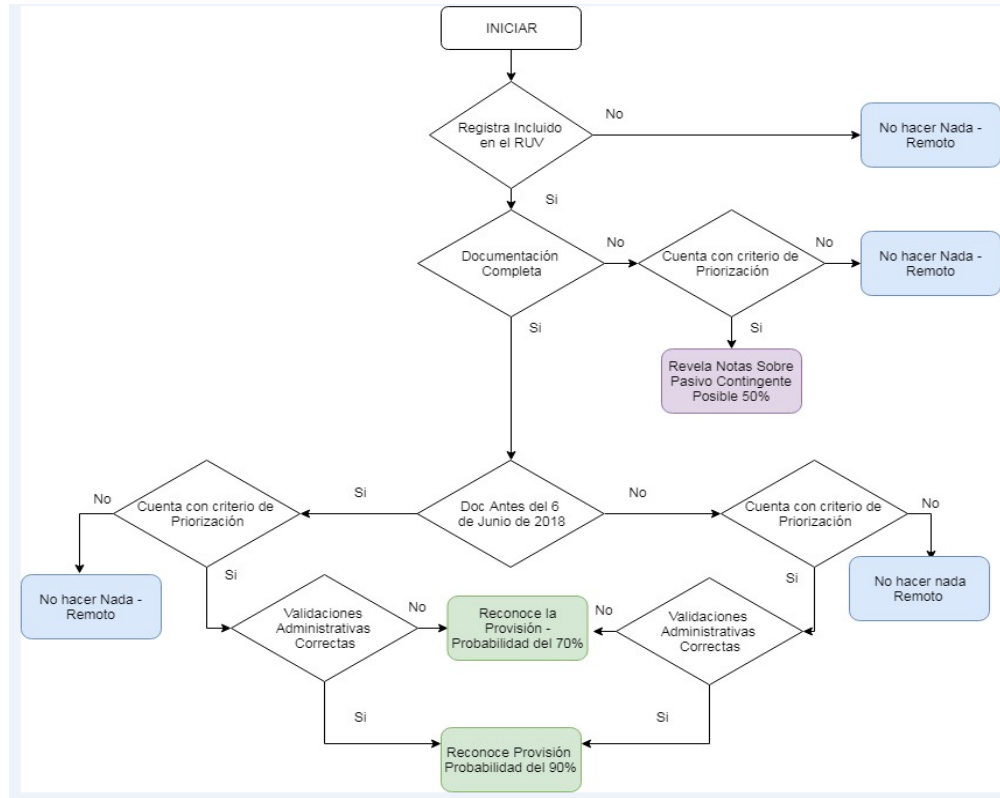 INICIAR
Registra Incluido
en el RUV
No
No hacer Nada -
Remoto
Si
Documentación
Completa
No
Cuenta con criterio de
Priorización
No
No hacer Nada -
Remoto
Si
Si
Revela Notas Sobre
Pasivo Contingente
Posible 50%
No
Cuenta con criterio de
Priorización
Si
Doc Antes del 6
de Junio de 2018
No
Cuenta con criterio de
Priorización
No
No hacer Nada -
Remoto
Si
Validaciones
Administrativas
Correctas
No
Reconoce la
Provisión -
Probabilidad del 70%
No
Validaciones
Administrativas
Correctas
Si
No hacer nada
Remoto
Si
Si
Reconoce Provisión
Probabilidad del 90%